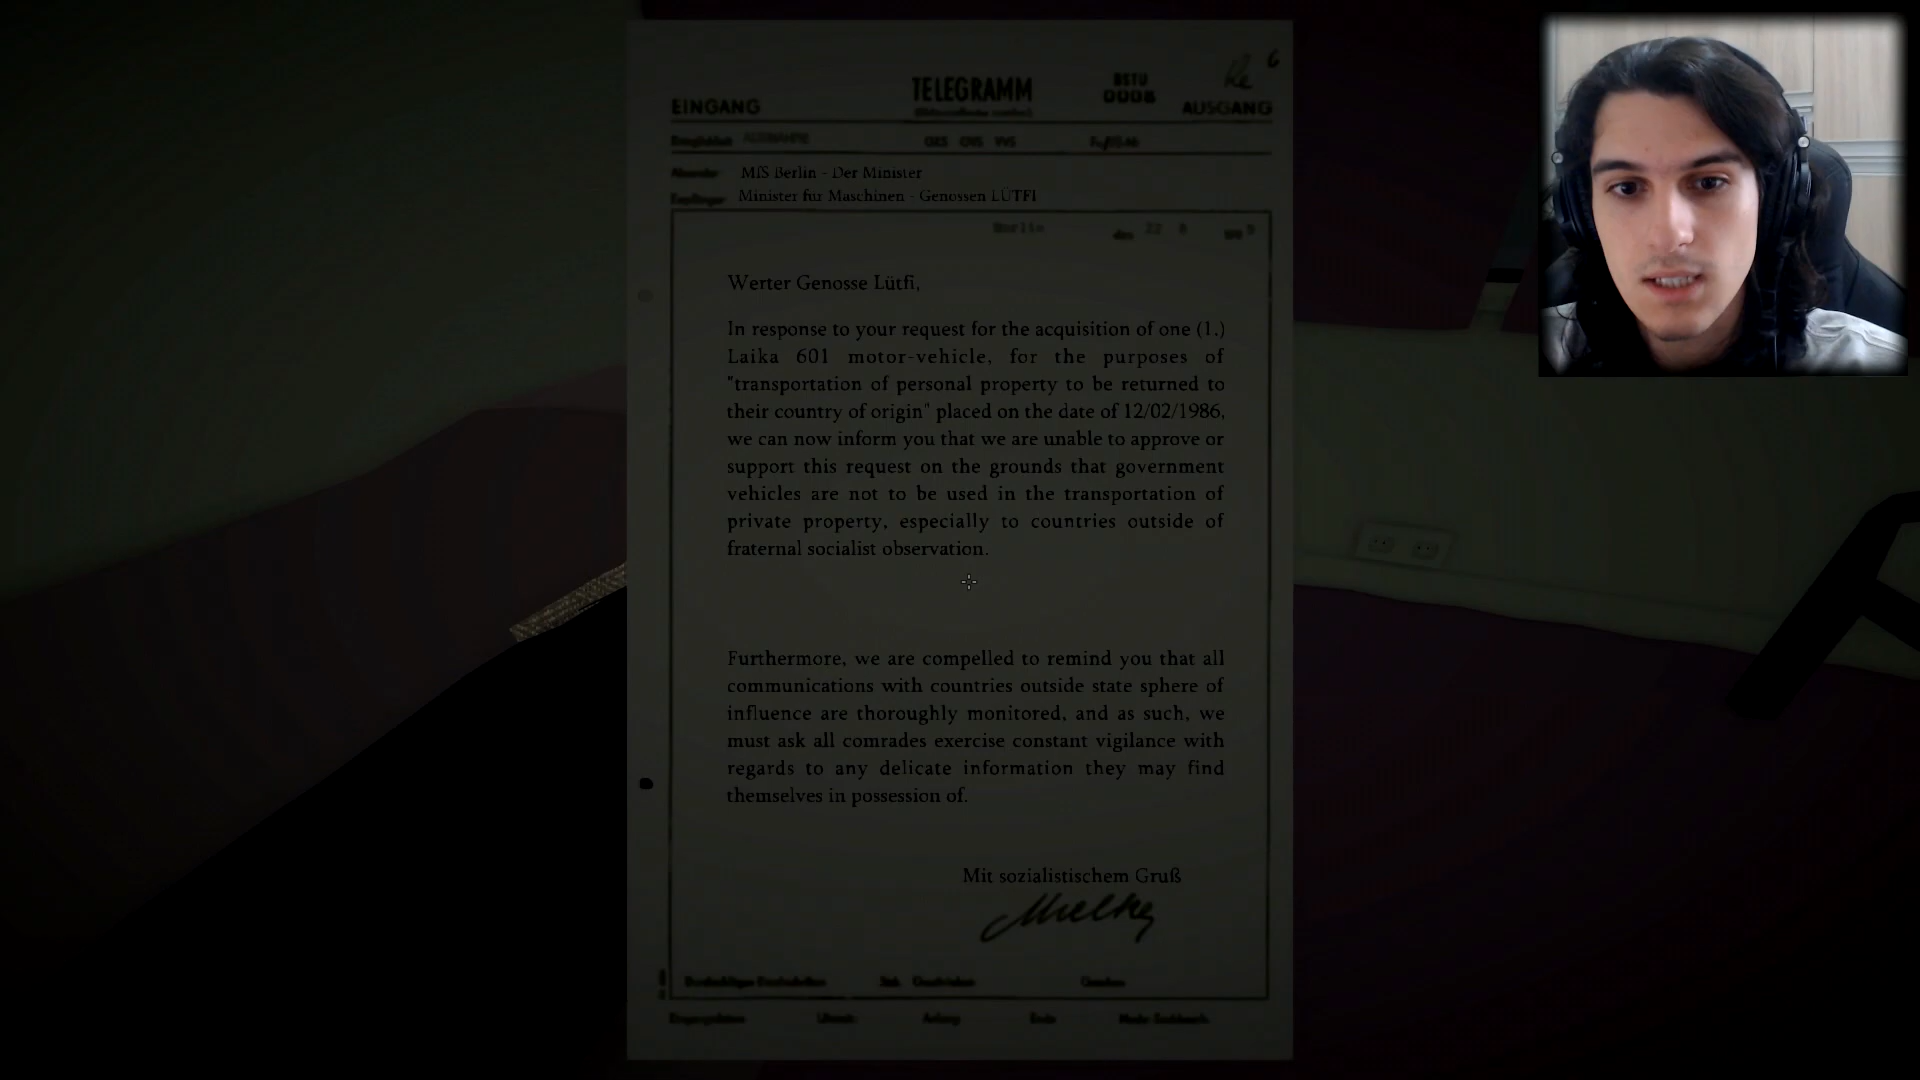 TELEGRAMM
BSTU
0008
EINGANG
AUSGANG
MfS Berlin - Der Minister
Minister für Maschinen - Genossen LÜTFI
Berlin den 22 8
Werter Genosse Lütfi,
In response to your request for the acquisition of one (1.)
Laika 601 motor-vehicle, for the purposes of
"transportation of personal property to be returned to
their country of origin" placed on the date of 12/02/1986,
we can now inform you that we are unable to approve or
support this request on the grounds that government
vehicles are not to be used in the transportation of
private property, especially to countries outside of
fraternal socialist observation.
Furthermore, we are compelled to remind you that all
communications with countries outside state sphere of
influence are thoroughly monitored, and as such, we
must ask all comrades exercise constant vigilance with
regards to any delicate information they may find
themselves in possession of.
Mit sozialistischem Gruß
Mielke